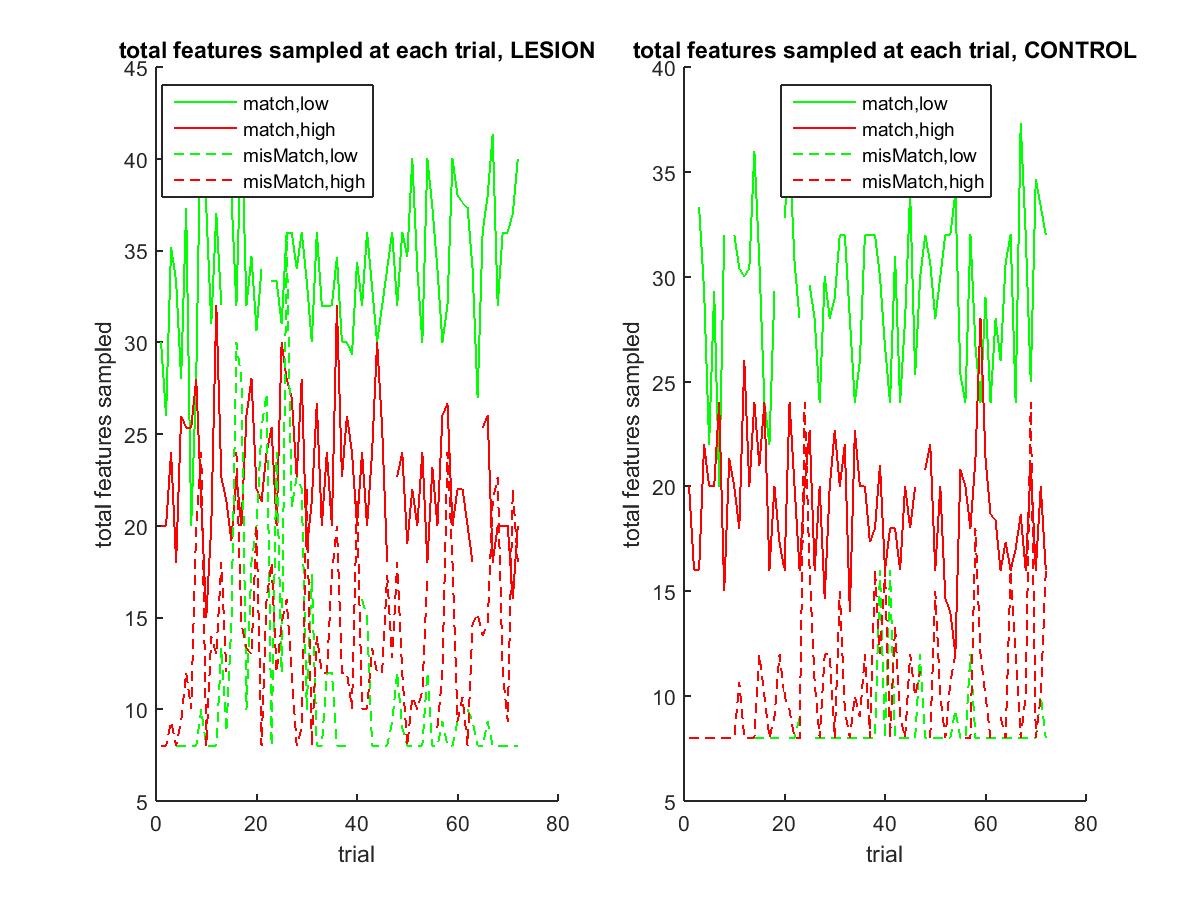 total features sampled at each trial, LESION
45
40
35
30
25
20
15
10
5
0
20
40
60
80
total features sampled
trial
match,low
match,high
misMatch,low
misMatch,high
total features sampled at each trial, CONTROL
40
35
30
25
20
15
10
5
0
20
40
60
80
total features sampled
trial
match,low
match,high
misMatch,low
misMatch,high